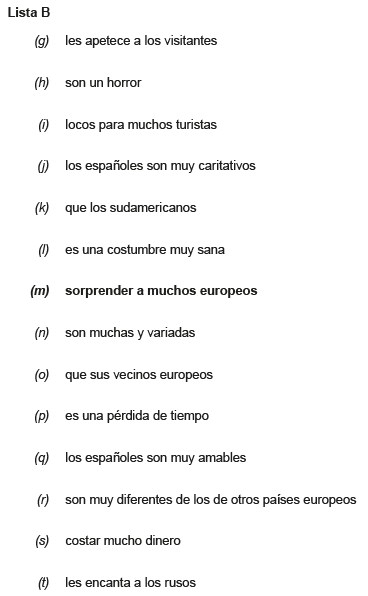 Lista B
(g) les apetece a los visitantes
(h) son un horror
(i) locos para muchos turistas
(j) los españoles son muy caritativos
(k) que los sudamericanos
(l) es una costumbre muy sana
(m) sorprender a muchos europeos
(n) son muchas y variadas
(o) que sus vecinos europeos
(p) es una pérdida de tiempo
(q) los españoles son muy amables
(r) son muy diferentes de los de otros países europeos
(s) costar mucho dinero
(t) les encanta a los rusos